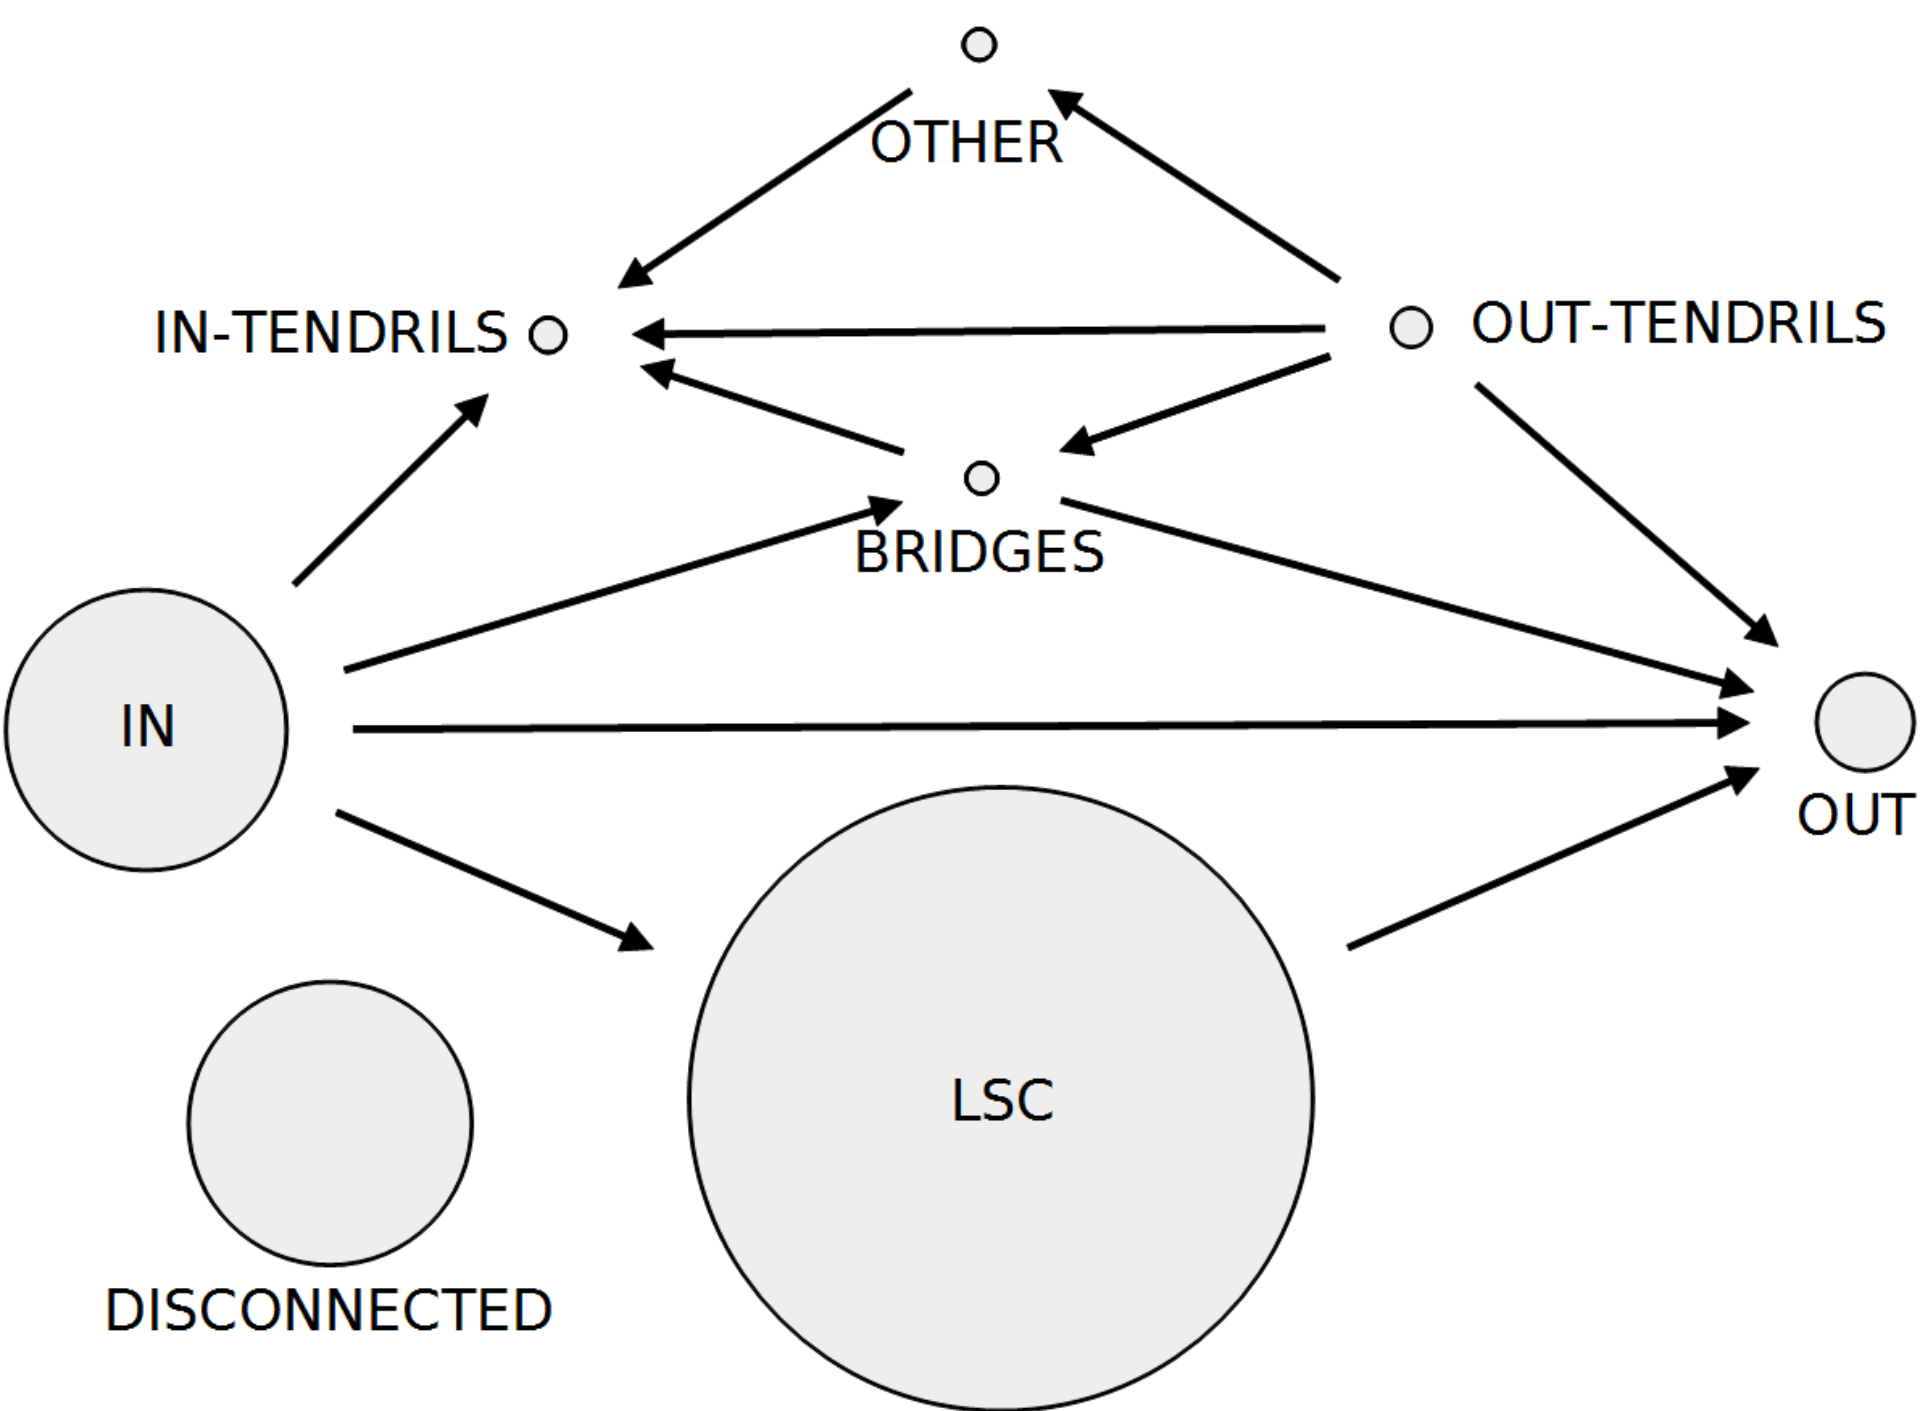 OTHER
IN-TENDRILS
OUT-TENDRILS
BRIDGES
IN
OUT
LSC
DISCONNECTED